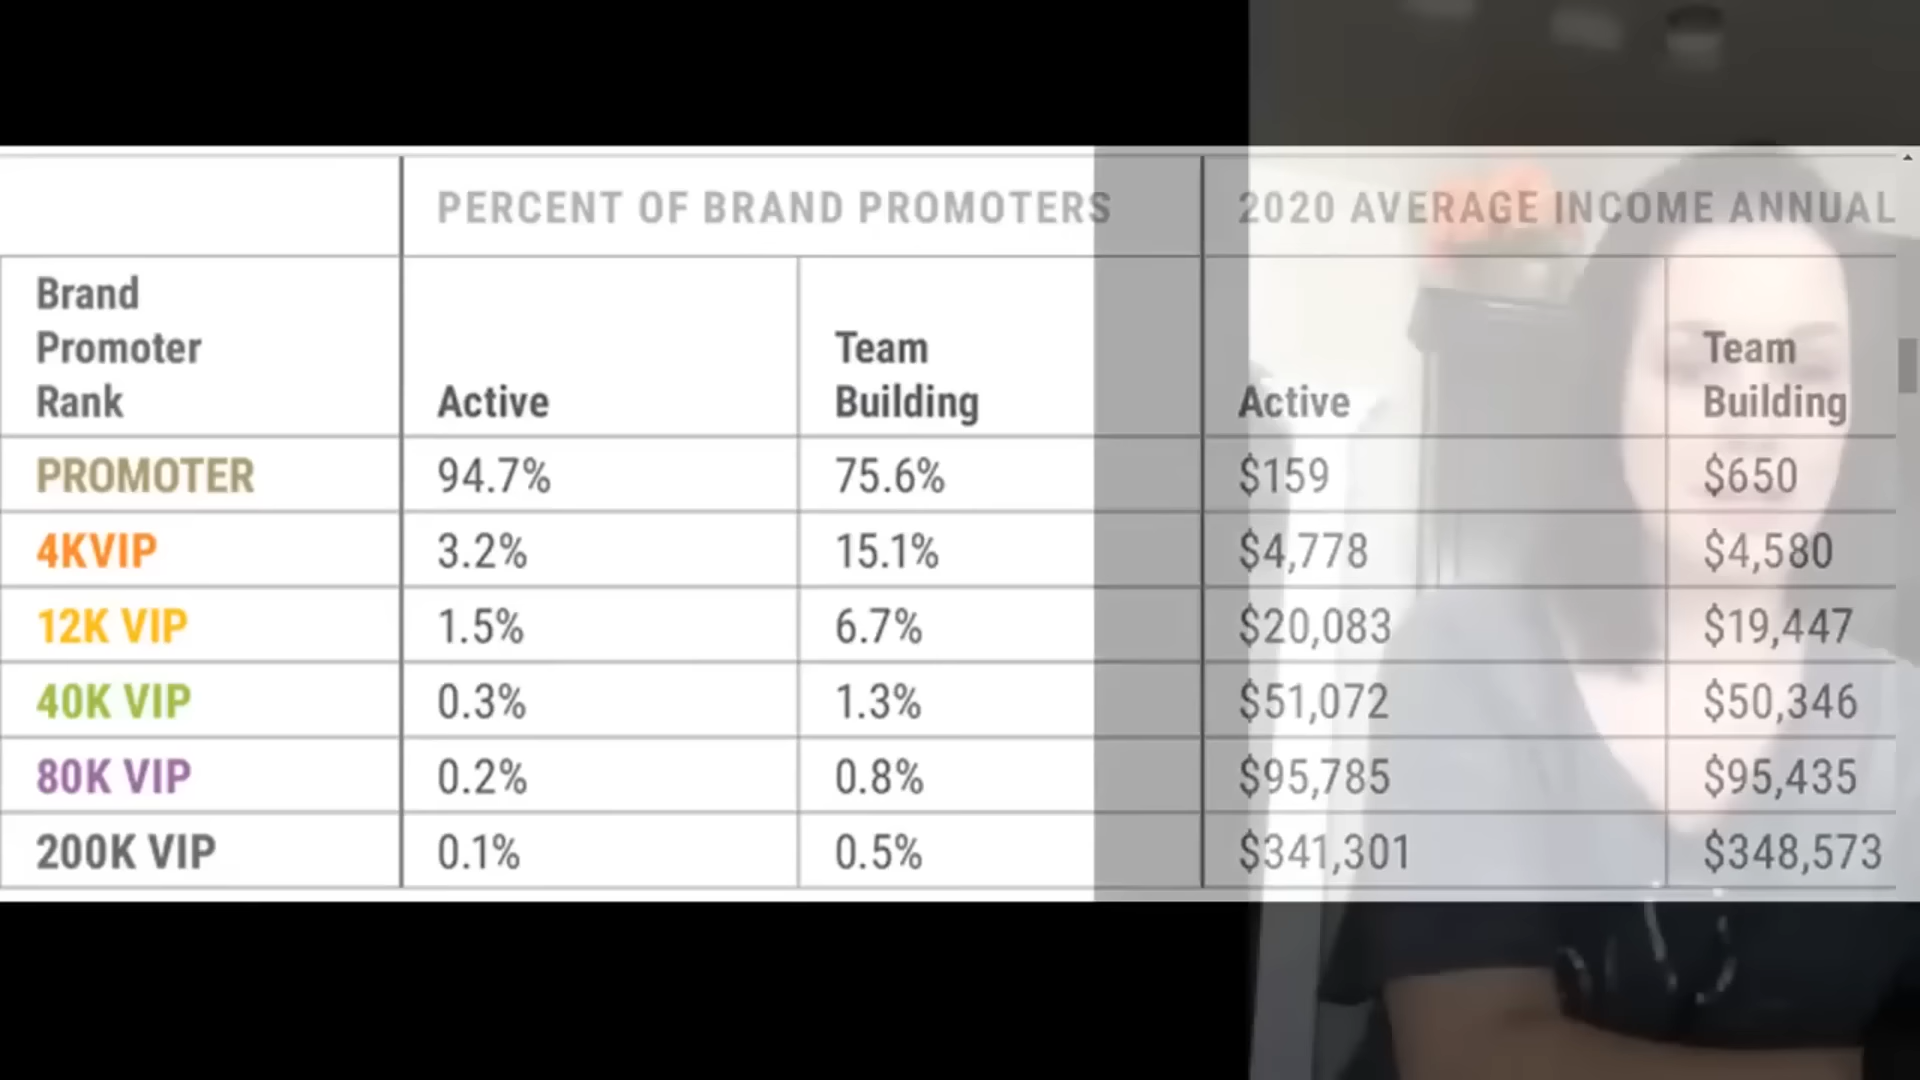 PERCENT OF BRAND PROMOTERS 2020 AVERAGE INCOME ANNUAL
Brand Promoter Rank Active Team Building Active Team Building
PROMOTER 94.7% 75.6% $159 $650
4KVIP 3.2% 15.1% $4,778 $4,580
12K VIP 1.5% 6.7% $20,083 $19,447
40K VIP 0.3% 1.3% $51,072 $50,346
80K VIP 0.2% 0.8% $95,785 $95,435
200K VIP 0.1% 0.5% $341,301 $348,573